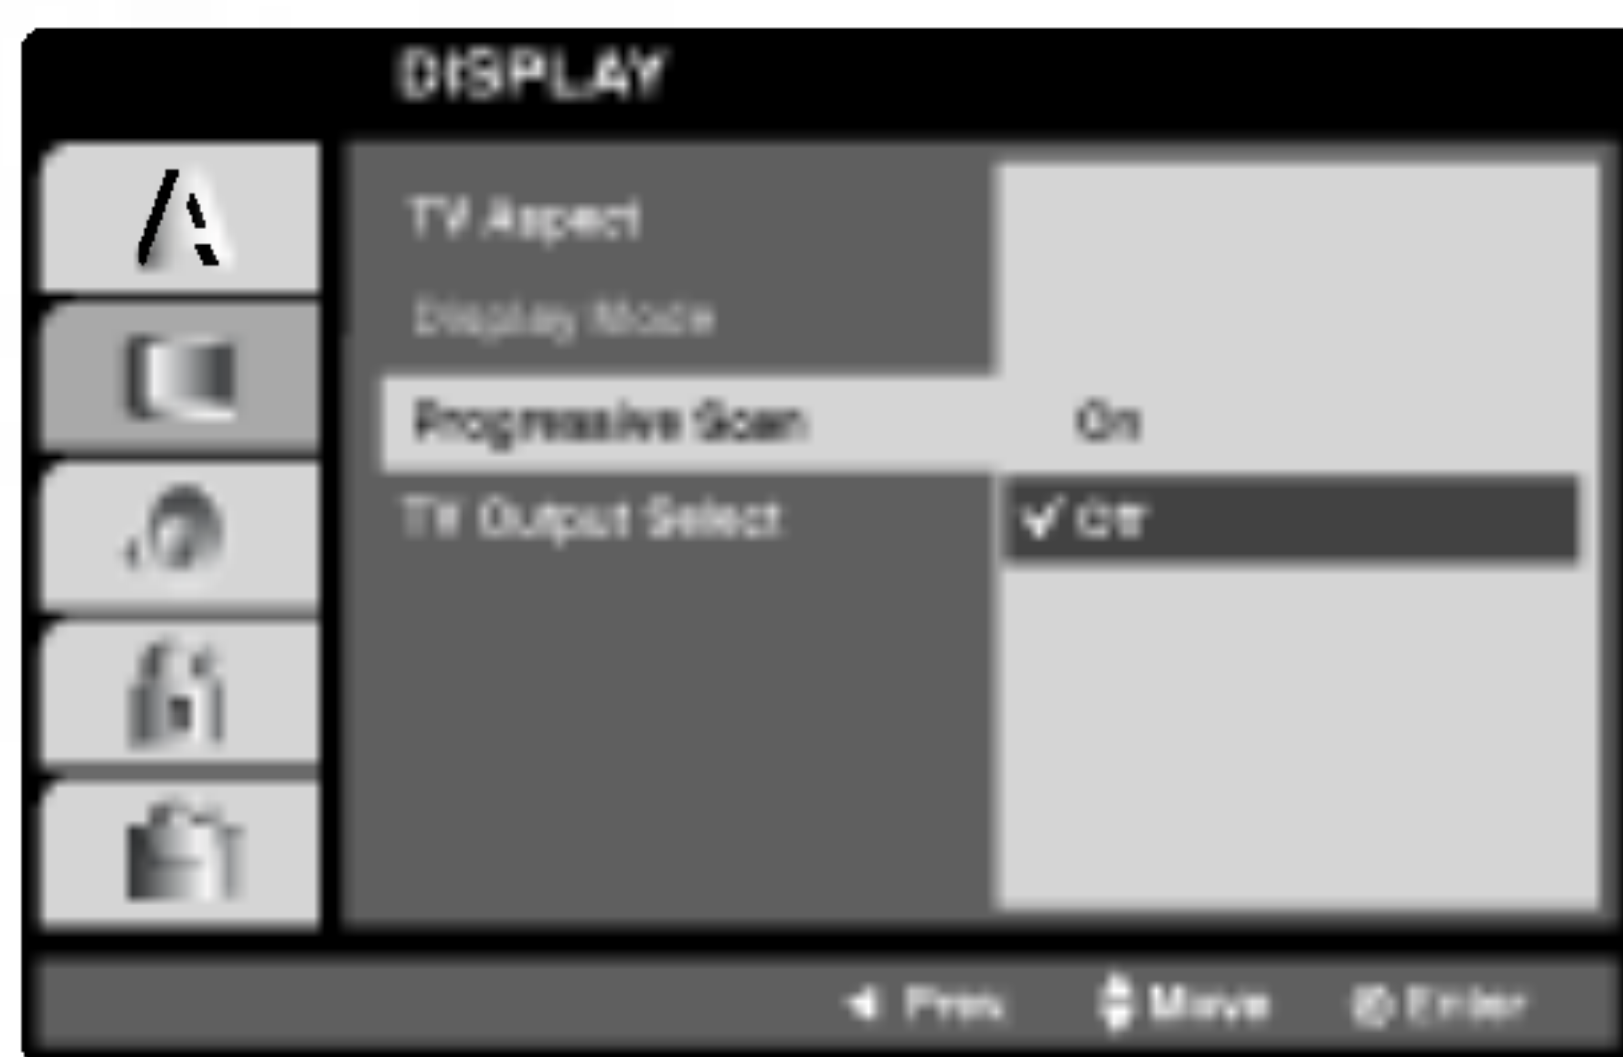 DISPLAY
TV Aspect
Display Mode
Progressive Scan On
TV Output Select ✓ Off
◀ Prev. ▲▼ Move ⊙ Enter